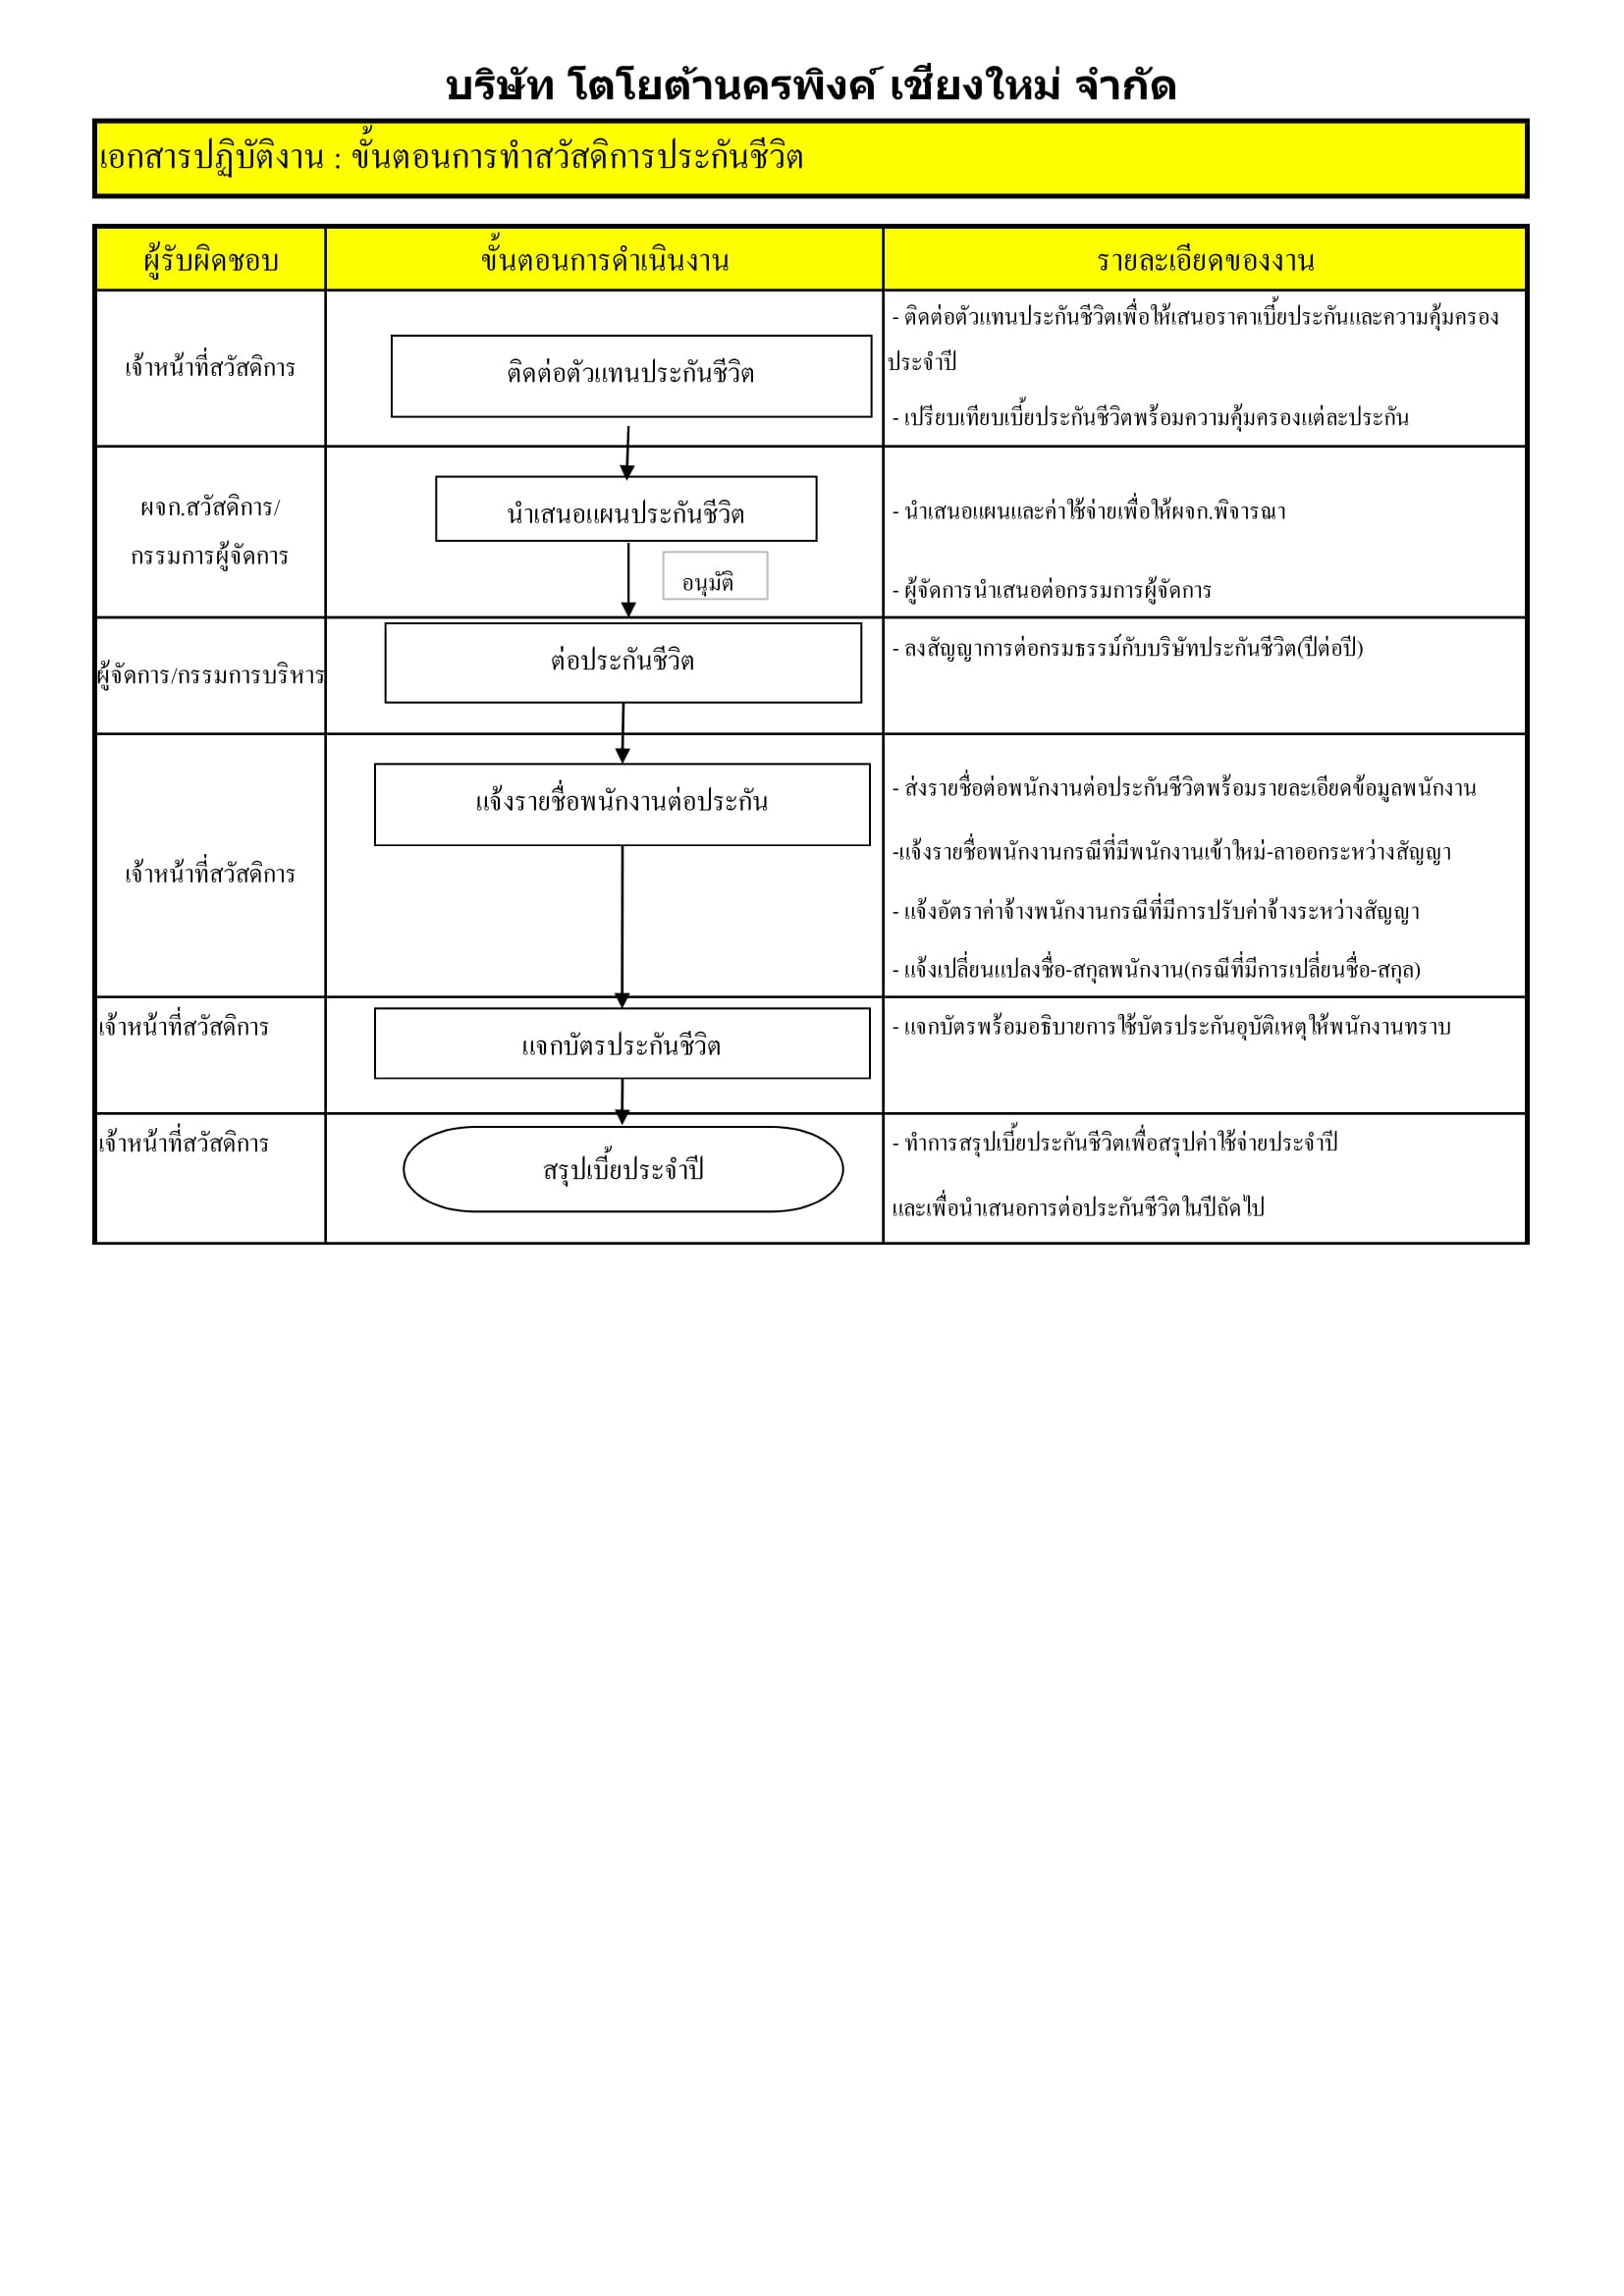 บริษัท โตโยต้านครพิงค์ เชียงใหม่ จำกัด
เอกสารปฏิบัติงาน : ขั้นตอนการทำสวัสดิการประกันชีวิต
ผู้รับผิดชอบ
ขั้นตอนการดำเนินงาน
รายละเอียดของงาน
เจ้าหน้าที่สวัสดิการ
ติดต่อตัวแทนประกันชีวิต
- ติดต่อตัวแทนประกันชีวิตเพื่อให้เสนอราคาเบี้ยประกันและความคุ้มครอง
ประจำปี
- เปรียบเทียบเบี้ยประกันชีวิตพร้อมความคุ้มครองแต่ละประกัน
ผจก.สวัสดิการ/
กรรมการผู้จัดการ
นำเสนอแผนประกันชีวิต
อนุมัติ
- นำเสนอแผนและค่าใช้จ่ายเพื่อให้ผจก.พิจารณา
- ผู้จัดการนำเสนอต่อกรรมการผู้จัดการ
ผู้จัดการ/กรรมการบริหาร
ต่อประกันชีวิต
- ลงสัญญาการต่อกรมธรรม์กับบริษัทประกันชีวิต(ปีต่อปี)
เจ้าหน้าที่สวัสดิการ
แจ้งรายชื่อพนักงานต่อประกัน
- ส่งรายชื่อต่อพนักงานต่อประกันชีวิตพร้อมรายละเอียดข้อมูลพนักงาน
-แจ้งรายชื่อพนักงานกรณีที่มีพนักงานเข้าใหม่-ลาออกระหว่างสัญญา
- แจ้งอัตราค่าจ้างพนักงานกรณีที่มีการปรับค่าจ้างระหว่างสัญญา
- แจ้งเปลี่ยนแปลงชื่อ-สกุลพนักงาน(กรณีที่มีการเปลี่ยนชื่อ-สกุล)
เจ้าหน้าที่สวัสดิการ
แจกบัตรประกันชีวิต
- แจกบัตรพร้อมอธิบายการใช้บัตรประกันอุบัติเหตุให้พนักงานทราบ
เจ้าหน้าที่สวัสดิการ
สรุปเบี้ยประจำปี
- ทำการสรุปเบี้ยประกันชีวิตเพื่อสรุปค่าใช้จ่ายประจำปี
และเพื่อนำเสนอการต่อประกันชีวิตในปีถัดไป